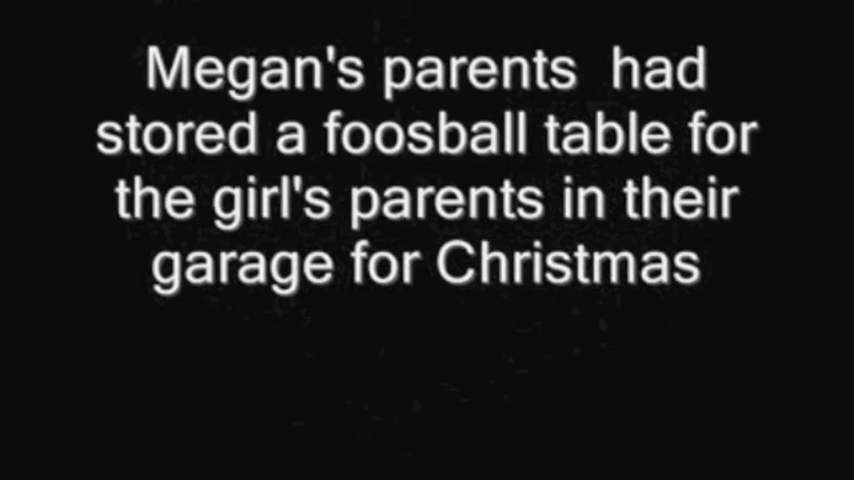 Megan's parents  had
stored a foosball table for
the girl's parents in their
garage for Christmas